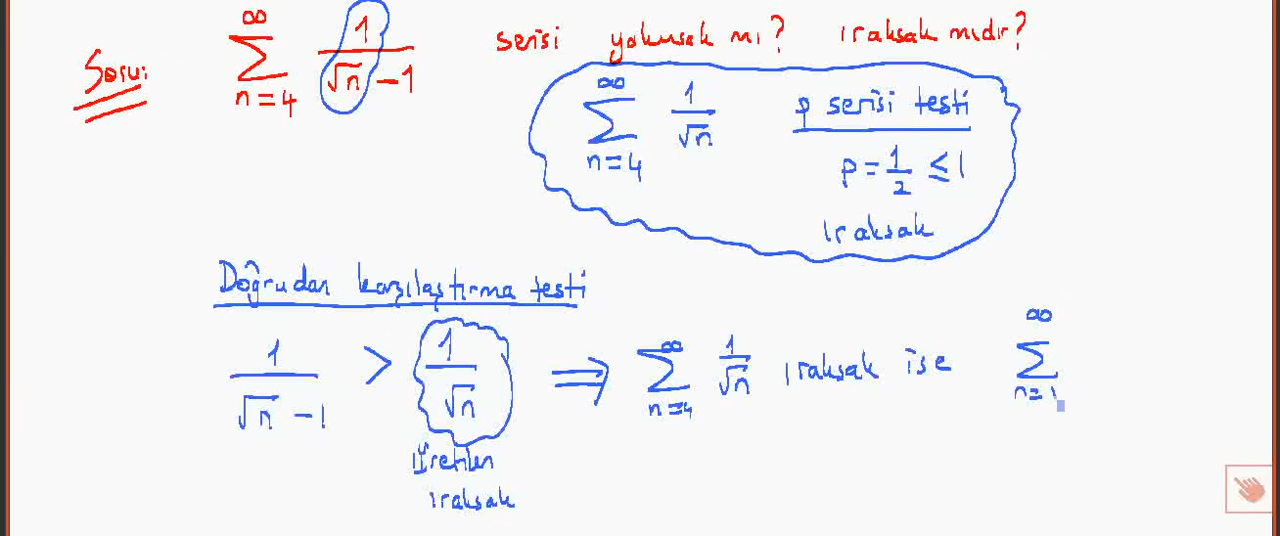 Soru: ∑_{n=4}^{∞} 1/(√n − 1) serisi yakınsak mı? ıraksak mıdır?
∑_{n=4}^{∞} 1/√n p serisi testi
p = 1/2 ≤ 1
ıraksak
Doğrudan karşılaştırma testi
1/(√n − 1) > 1/√n ⟹ ∑_{n=4}^{∞} 1/√n ıraksak ise ∑_{n=1}^{∞}
Üretilen
ıraksak